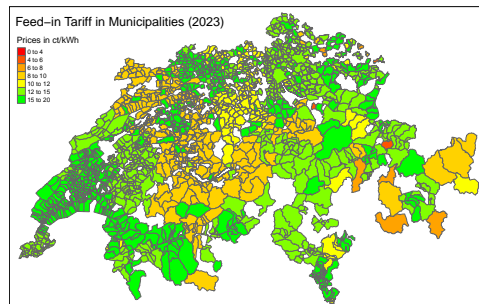 Feed−in Tariff in Municipalities (2023)
Prices in ct/kWh
0 to 4
4 to 6
6 to 8
8 to 10
10 to 12
12 to 15
15 to 20